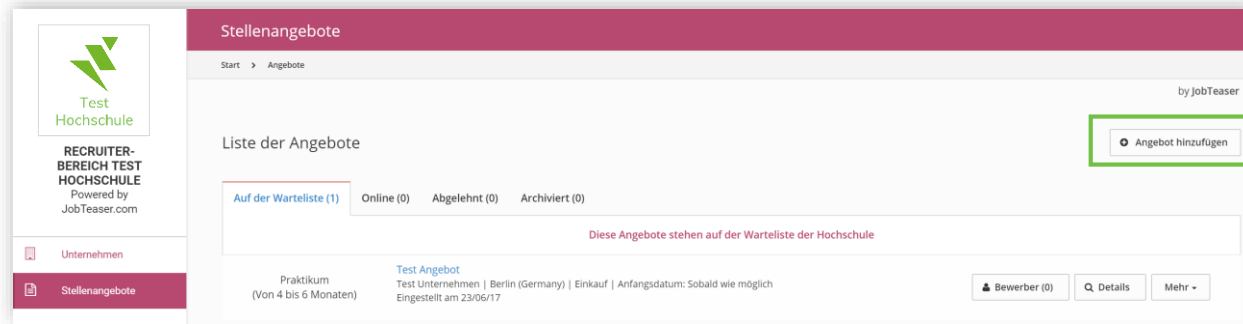 Test
Hochschule
RECRUITER-
BEREICH TEST
HOCHSCHULE
Powered by
JobTeaser.com
Unternehmen
Stellenangebote
Stellenangebote
Start > Angebote
by JobTeaser
Liste der Angebote
Angebot hinzufügen
Auf der Warteliste (1) Online (0) Abgelehnt (0) Archiviert (0)
Diese Angebote stehen auf der Warteliste der Hochschule
Praktikum
(Von 4 bis 6 Monaten)
Test Angebot
Test Unternehmen | Berlin (Germany) | Einkauf | Anfangsdatum: Sobald wie möglich
Eingestellt am 23/06/17
Bewerber (0) Details Mehr